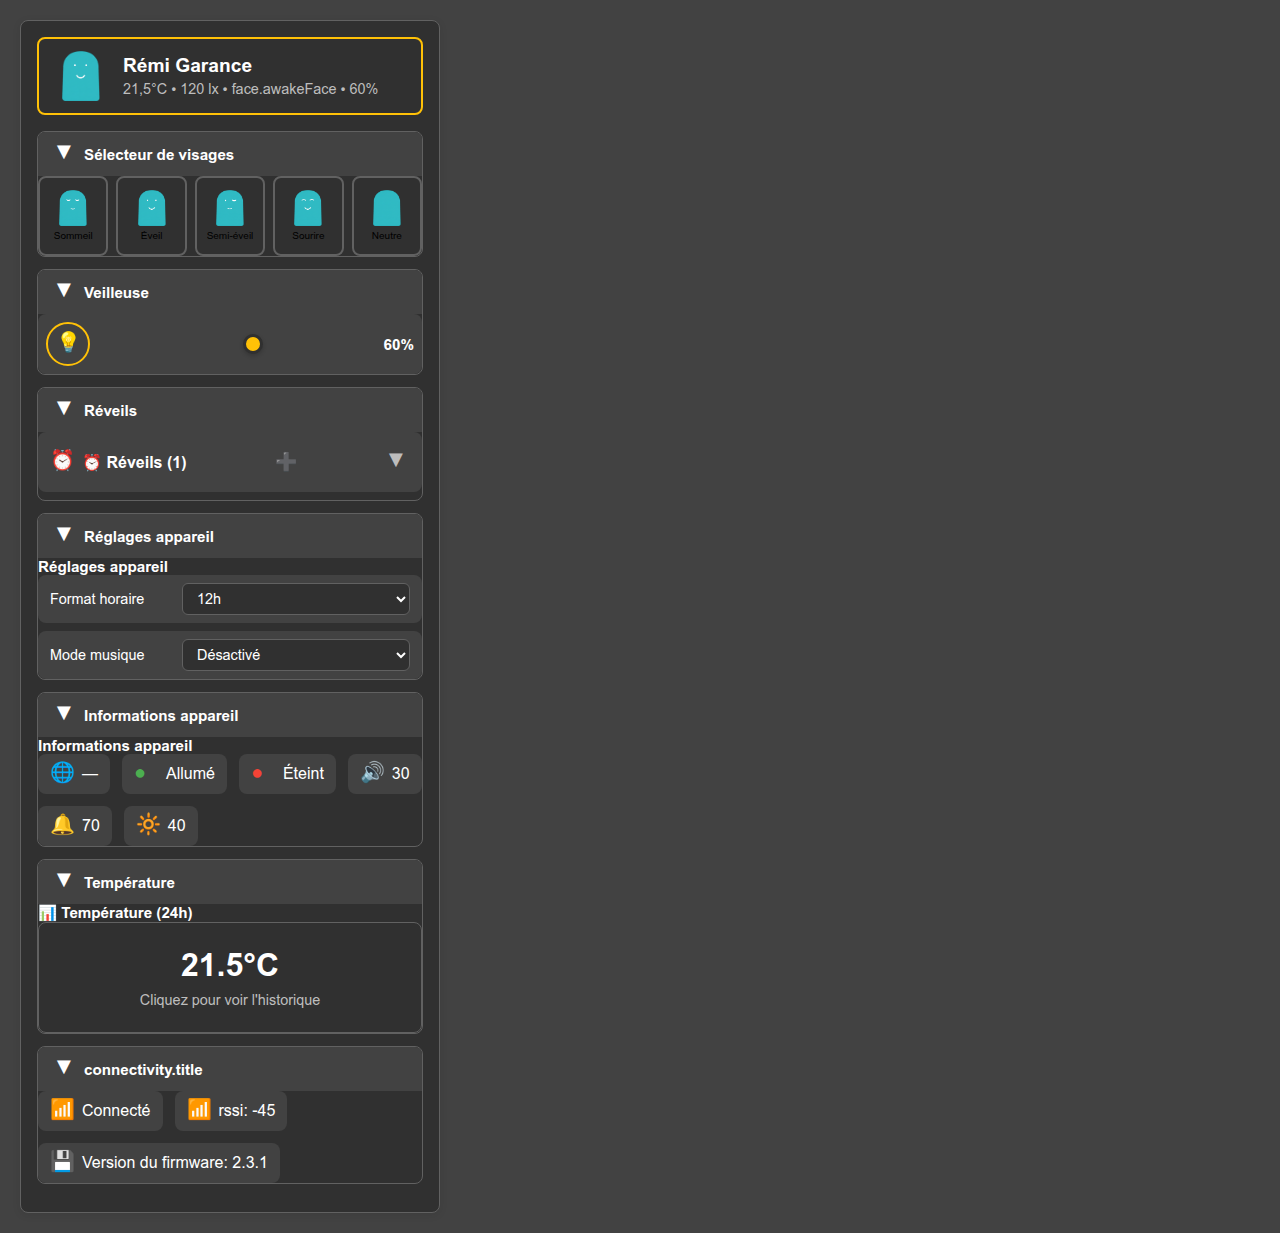 Rémi Garance
21,5°C • 120 lx • face.awakeFace • 60%
▼ Sélecteur de visages
Sommeil Éveil Semi-éveil Sourire Neutre
▼ Veilleuse
60%
▼ Réveils
⏰ ⏰ Réveils (1) ➕ ▼
▼ Réglages appareil
Réglages appareil
Format horaire 12h
Mode musique Désactivé
▼ Informations appareil
Informations appareil
🌐 — Allumé Éteint 🔊 30
🔔 70 🔆 40
▼ Température
📊 Température (24h)
21.5°C
Cliquez pour voir l'historique
▼ connectivity.title
📶 Connecté 📶 rssi: -45
💾 Version du firmware: 2.3.1